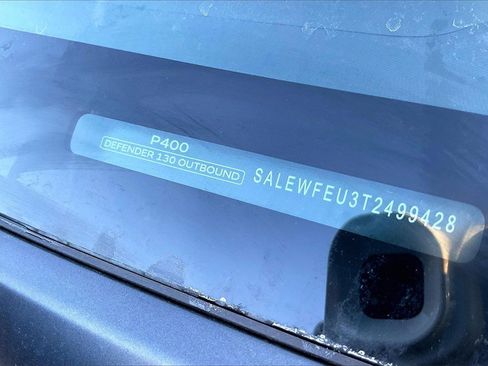 P400
DEFENDER 130 OUTBOUND
SALEWFEU3T2499428